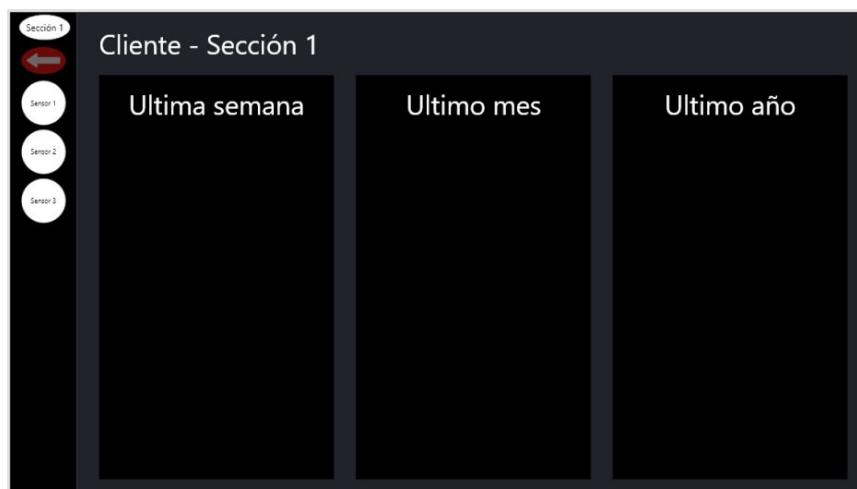 Sección 1
Cliente - Sección 1
Sensor 1
Sensor 2
Sensor 3
Ultima semana
Ultimo mes
Ultimo año